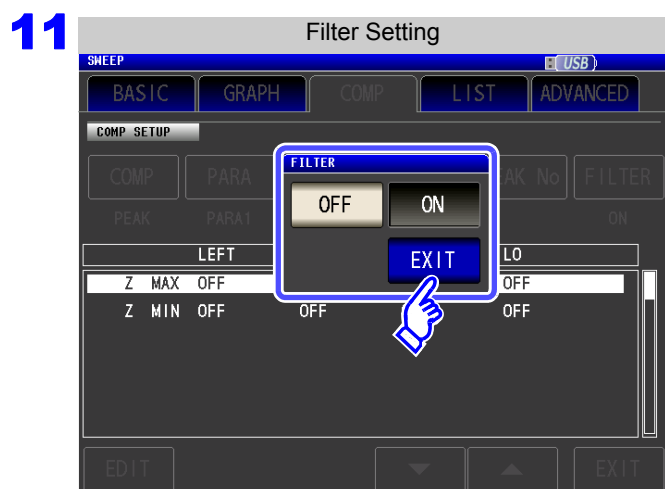 11
Filter Setting
SWEEP USB
BASIC GRAPH COMP LIST ADVANCED
COMP SETUP
FILTER
COMP PARA AK No FILTER
OFF ON
PEAK PARA1 ON
EXIT
LEFT LO
Z MAX OFF OFF
Z MIN OFF OFF OFF
EDIT EXIT